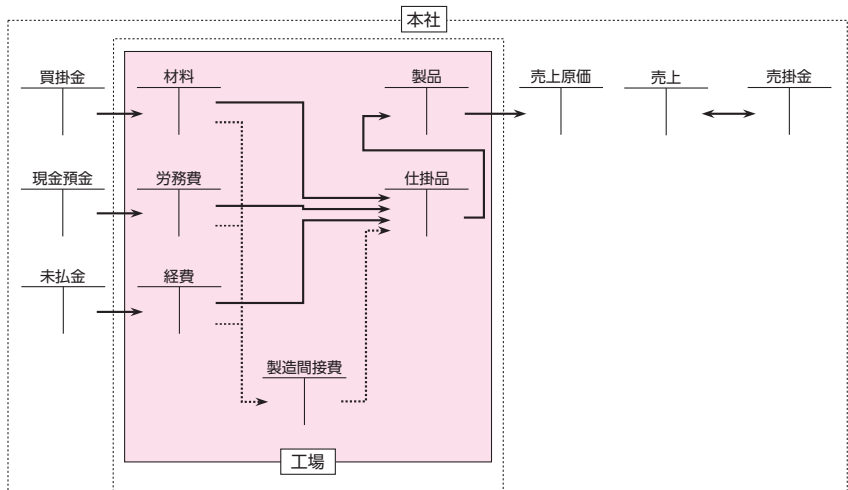 本社
買掛金
材料
製品
売上原価
売上
売掛金
現金預金
労務費
仕掛品
未払金
経費
製造間接費
工場